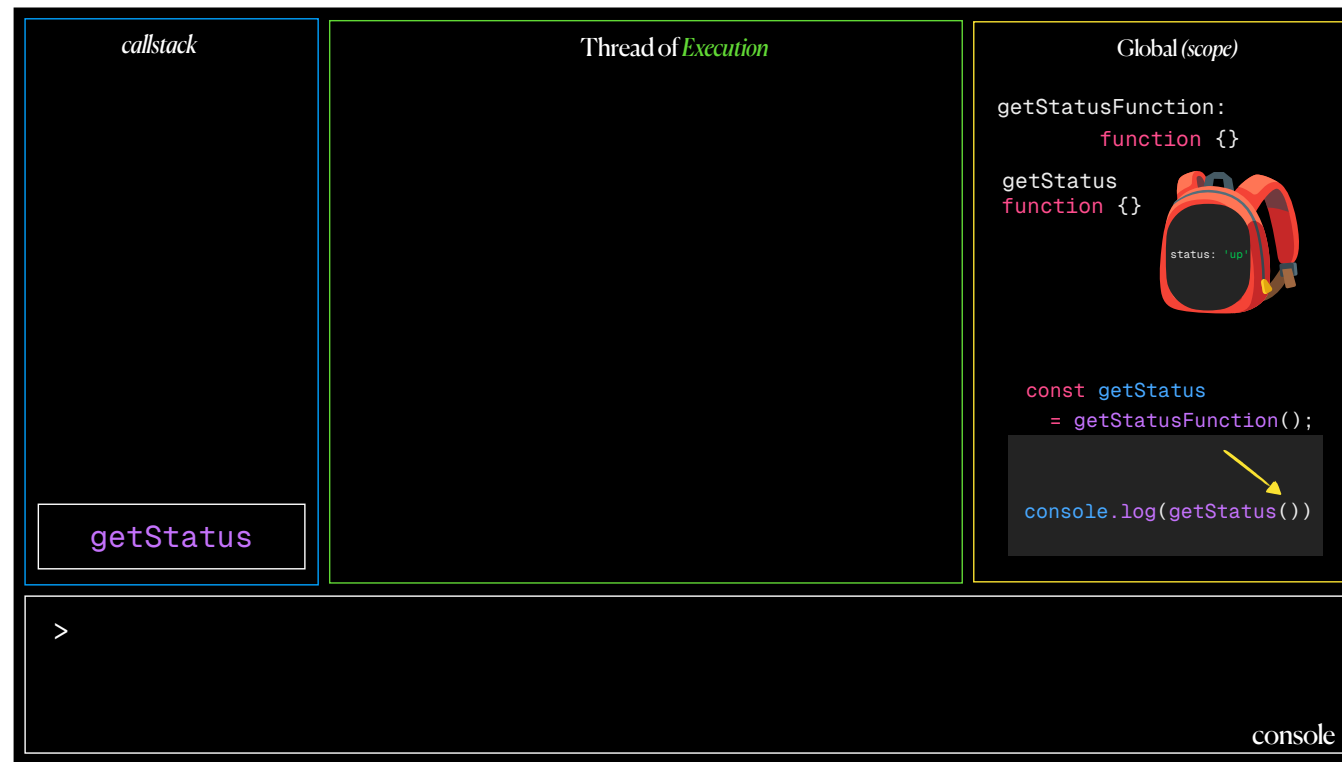 callstack
Thread of Execution
Global (scope)
getStatusFunction:
function {}
getStatus
function {}
status: 'up'
const getStatus
= getStatusFunction();
console.log(getStatus())
getStatus
>
console